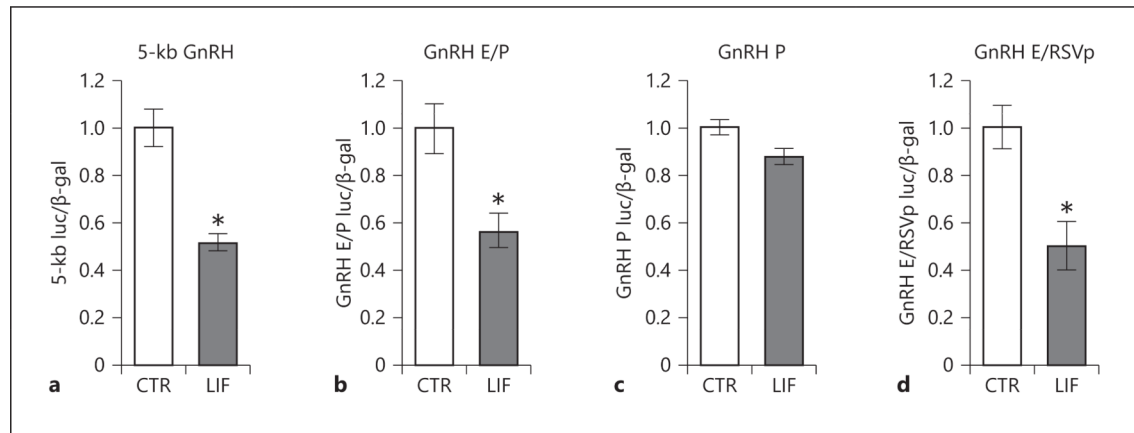 5-kb GnRH
5-kb luc/β-gal
1.2
1.0
0.8
0.6
0.4
0.2
0
*
CTR
LIF
a
GnRH E/P
GnRH E/P luc/β-gal
1.2
1.0
0.8
0.6
0.4
0.2
0
*
CTR
LIF
b
GnRH P
GnRH P luc/β-gal
1.2
1.0
0.8
0.6
0.4
0.2
0
CTR
LIF
c
GnRH E/RSVp
GnRH E/RSVp luc/β-gal
1.2
1.0
0.8
0.6
0.4
0.2
0
*
CTR
LIF
d